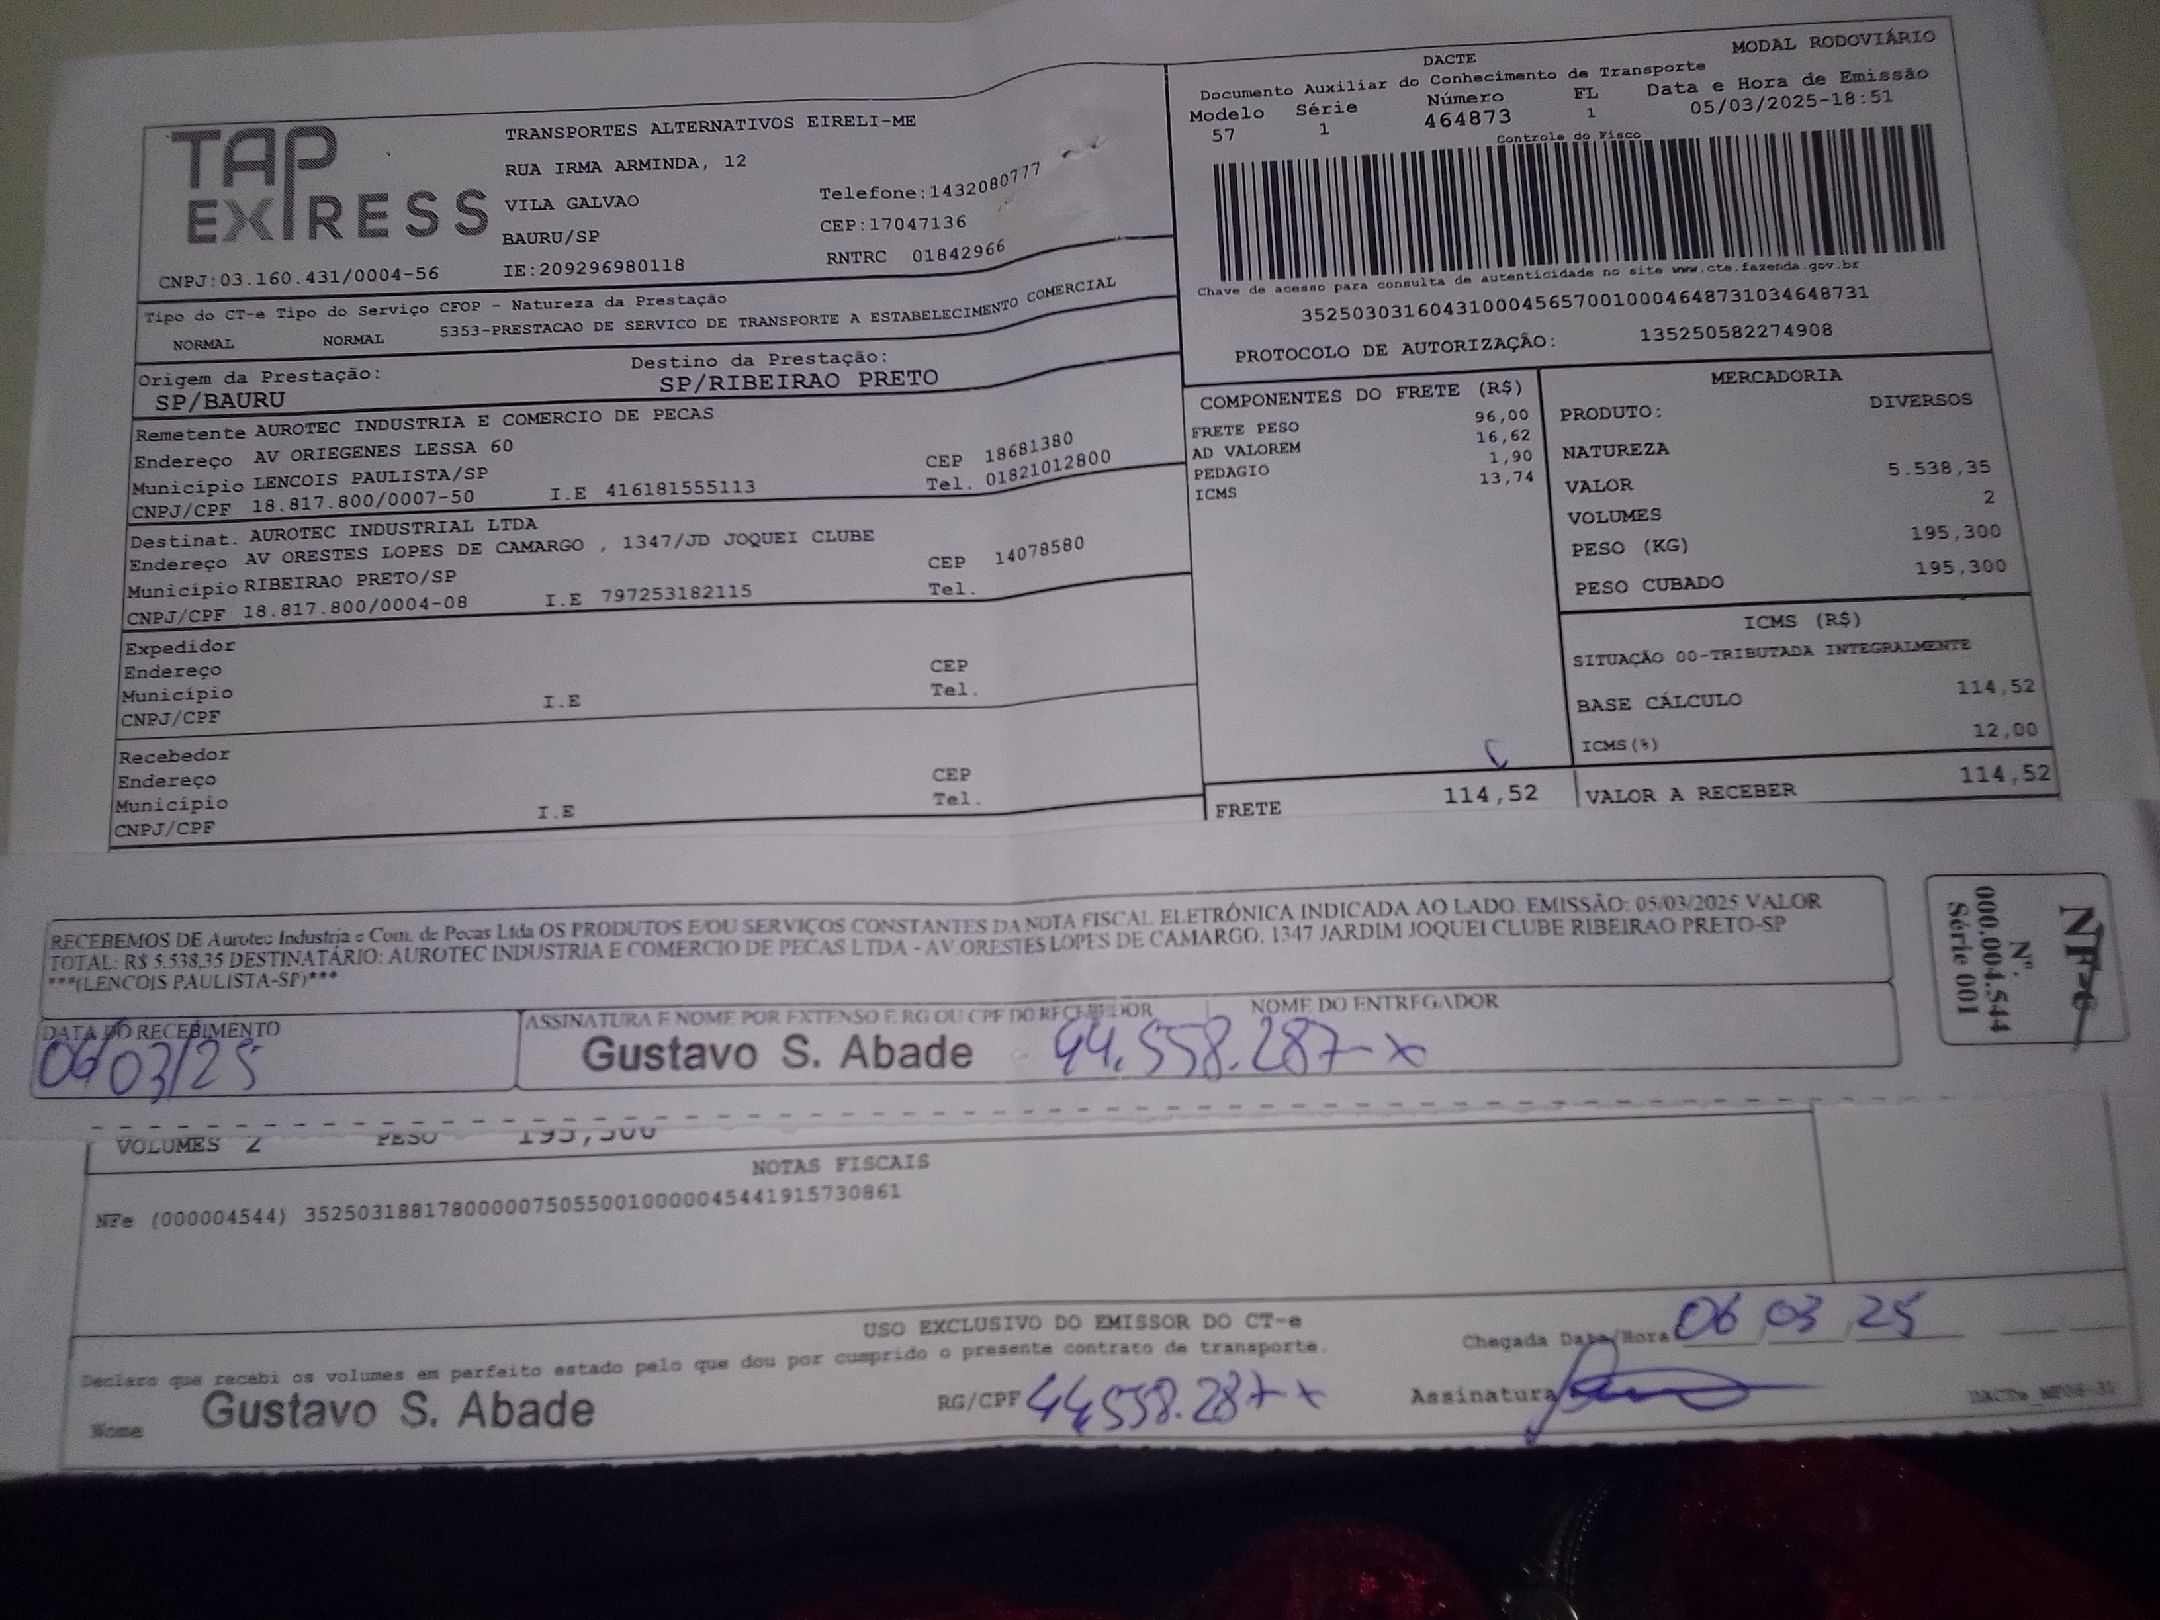 TAP EXPRESS
TRANSPORTES ALTERNATIVOS EIRELI-ME
RUA IRMA ARMINDA, 12
VILA GALVAO Telefone:1432080777
BAURU/SP CEP:17047136
CNPJ:03.160.431/0004-56 IE:209296980118 RNTRC 01842966
DACTE MODAL RODOVIÁRIO
Documento Auxiliar do Conhecimento de Transporte
Modelo Série Número FL Data e Hora de Emissão
57 1 464873 1 05/03/2025-18:51
Controle do Fisco
Chave de acesso para consulta de autenticidade no site www.cte.fazenda.gov.br
35250303160431000456570010004648731034648731
PROTOCOLO DE AUTORIZAÇÃO: 135250582274908
Tipo do CT-e Tipo do Serviço CFOP - Natureza da Prestação
NORMAL NORMAL 5353-PRESTACAO DE SERVICO DE TRANSPORTE A ESTABELECIMENTO COMERCIAL
Origem da Prestação: Destino da Prestação:
SP/BAURU SP/RIBEIRAO PRETO
Remetente AUROTEC INDUSTRIA E COMERCIO DE PECAS
Endereço AV ORIEGENES LESSA 60 CEP 18681380
Município LENCOIS PAULISTA/SP Tel. 01821012800
CNPJ/CPF 18.817.800/0007-50 I.E 416181555113
Destinat. AUROTEC INDUSTRIAL LTDA
Endereço AV ORESTES LOPES DE CAMARGO , 1347/JD JOQUEI CLUBE CEP 14078580
Município RIBEIRAO PRETO/SP Tel.
CNPJ/CPF 18.817.800/0004-08 I.E 797253182115
Expedidor
Endereço CEP
Município Tel.
CNPJ/CPF I.E
Recebedor
Endereço CEP
Município Tel.
CNPJ/CPF I.E
COMPONENTES DO FRETE (R$)
FRETE PESO 96,00
AD VALOREM 16,62
PEDAGIO 1,90
ICMS 13,74
FRETE 114,52
MERCADORIA
PRODUTO: DIVERSOS
NATUREZA
VALOR 5.538,35
VOLUMES 2
PESO (KG) 195,300
PESO CUBADO 195,300
ICMS (R$)
SITUAÇÃO 00-TRIBUTADA INTEGRALMENTE
BASE CÁLCULO 114,52
ICMS(%) 12,00
VALOR A RECEBER 114,52
RECEBEMOS DE Aurotec Industria e Com. de Pecas Ltda OS PRODUTOS E/OU SERVIÇOS CONSTANTES DA NOTA FISCAL ELETRÔNICA INDICADA AO LADO. EMISSÃO: 05/03/2025 VALOR
TOTAL: R$ 5.538,35 DESTINATÁRIO: AUROTEC INDUSTRIA E COMERCIO DE PECAS LTDA - AV.ORESTES LOPES DE CAMARGO, 1347 JARDIM JOQUEI CLUBE RIBEIRAO PRETO-SP
***(LENCOIS PAULISTA-SP)***
NF-e
Nº.
000.004.544
Série 001
DATA DO RECEBIMENTO ASSINATURA E NOME POR EXTENSO E RG OU CPF DO RECEBEDOR NOME DO ENTREGADOR
06/03/25 Gustavo S. Abade 44.558.287-x
VOLUMES 2 PESO 195,300
NOTAS FISCAIS
NFe (000004544) 35250318817800000750550010000045441915730861
USO EXCLUSIVO DO EMISSOR DO CT-e
Declaro que recebi os volumes em perfeito estado pelo que dou por cumprido o presente contrato de transporte.
Chegada Data/Hora 06 03 25
Nome Gustavo S. Abade RG/CPF 44558.287-x Assinatura